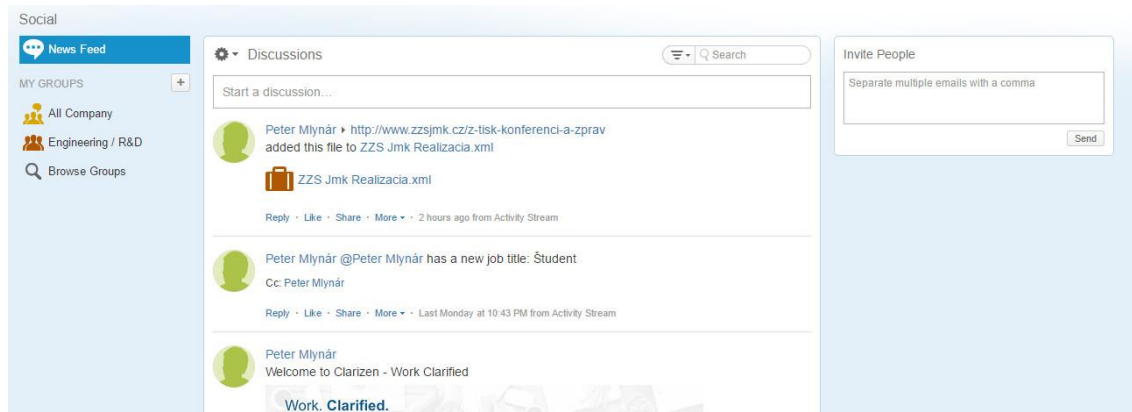 Social
News Feed
MY GROUPS
+
All Company
Engineering / R&D
Browse Groups
Discussions
Search
Start a discussion...
Peter Mlynár ▸ http://www.zzsjmk.cz/z-tisk-konferenci-a-zprav
added this file to ZZS Jmk Realizacia.xml
ZZS Jmk Realizacia.xml
Reply · Like · Share · More ▾ · 2 hours ago from Activity Stream
Peter Mlynár @Peter Mlynár has a new job title: Študent
Cc: Peter Mlynár
Reply · Like · Share · More ▾ · Last Monday at 10:43 PM from Activity Stream
Peter Mlynár
Welcome to Clarizen - Work Clarified
Work. Clarified.
Invite People
Separate multiple emails with a comma
Send